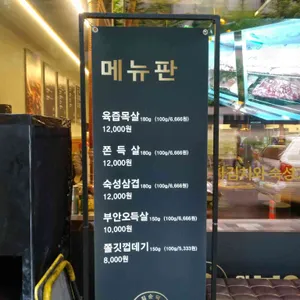 메뉴판
육즙목살 180g (100g/6,666원)
12,000원
쫀 득 살 180g (100g/6,666원)
12,000원
숙성삼겹 180g (100g/6,666원)
12,000원
부안오득살 150g (100g/6,666원)
10,000원
쫄깃껍데기 150g (100g/5,333원)
8,000원